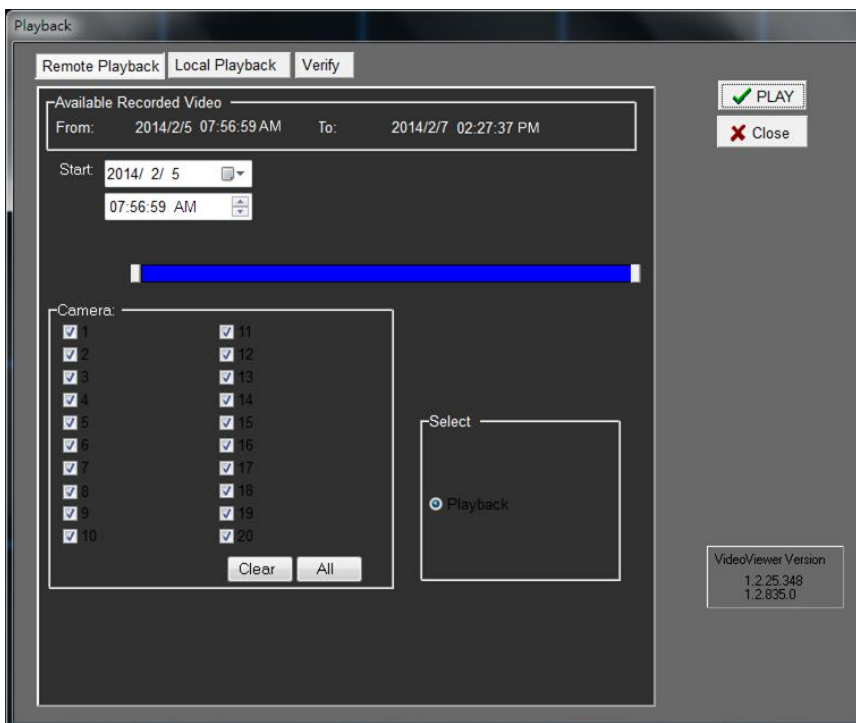 Playback
Remote Playback Local Playback Verify
Available Recorded Video
From: 2014/2/5 07:56:59 AM To: 2014/2/7 02:27:37 PM
PLAY
Close
Start: 2014/ 2/ 5
07:56:59 AM
Camera:
1 11
2 12
3 13
4 14
5 15
6 16
7 17
8 18
9 19
10 20
Clear All
Select
Playback
VideoViewer Version
1.2.25.348
1.2.835.0